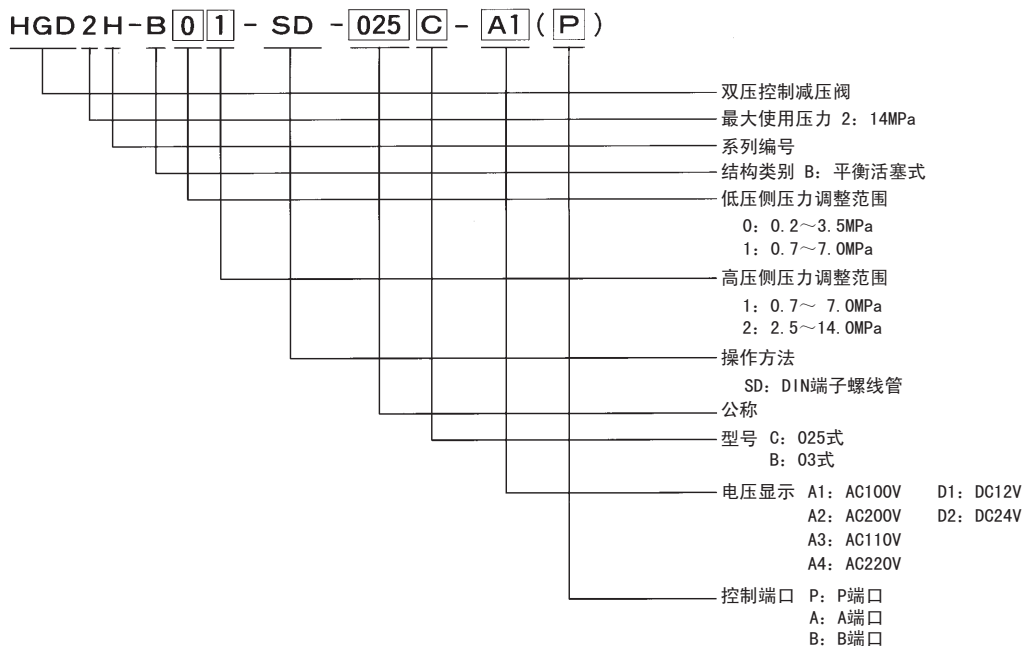 HGD2H-B01-SD-025C-A1(P)
双压控制减压阀
最大使用压力 2: 14MPa
系列编号
结构类别 B: 平衡活塞式
低压侧压力调整范围
0: 0.2~3.5MPa
1: 0.7~7.0MPa
高压侧压力调整范围
1: 0.7~ 7.0MPa
2: 2.5~14.0MPa
操作方法
SD: DIN端子螺线管
公称
型号 C: 025式
B: 03式
电压显示 A1: AC100V D1: DC12V
A2: AC200V D2: DC24V
A3: AC110V
A4: AC220V
控制端口 P: P端口
A: A端口
B: B端口